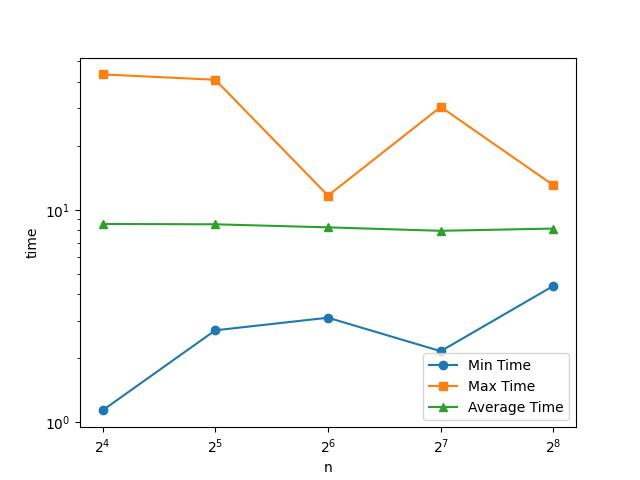 time
10¹
10⁰
2⁴ 2⁵ 2⁶ 2⁷ 2⁸
n
Min Time
Max Time
Average Time